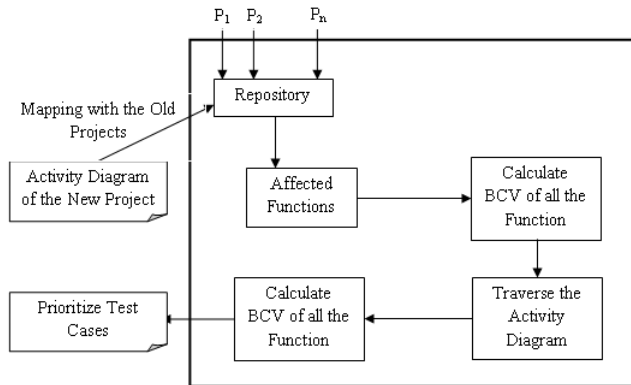 P1 P2 Pn
Repository
Mapping with the Old
Projects
Activity Diagram
of the New Project
Affected
Functions
Calculate
BCV of all the
Function
Traverse the
Activity
Diagram
Calculate
BCV of all the
Function
Prioritize Test
Cases